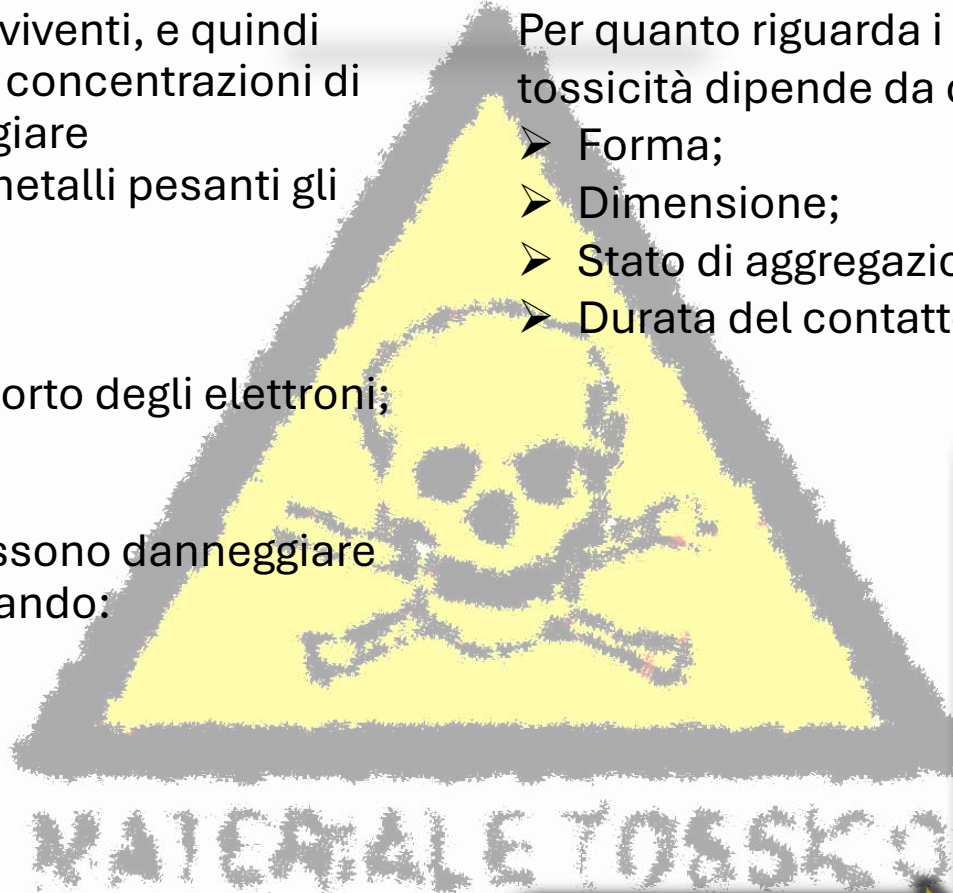 viventi, e quindi
concentrazioni di
giare
metalli pesanti gli
orto degli elettroni;
ssono danneggiare
ando:
Per quanto riguarda i
tossicità dipende da
➢ Forma;
➢ Dimensione;
➢ Stato di aggregazio
➢ Durata del contatt
MATERIALE TOSSICO